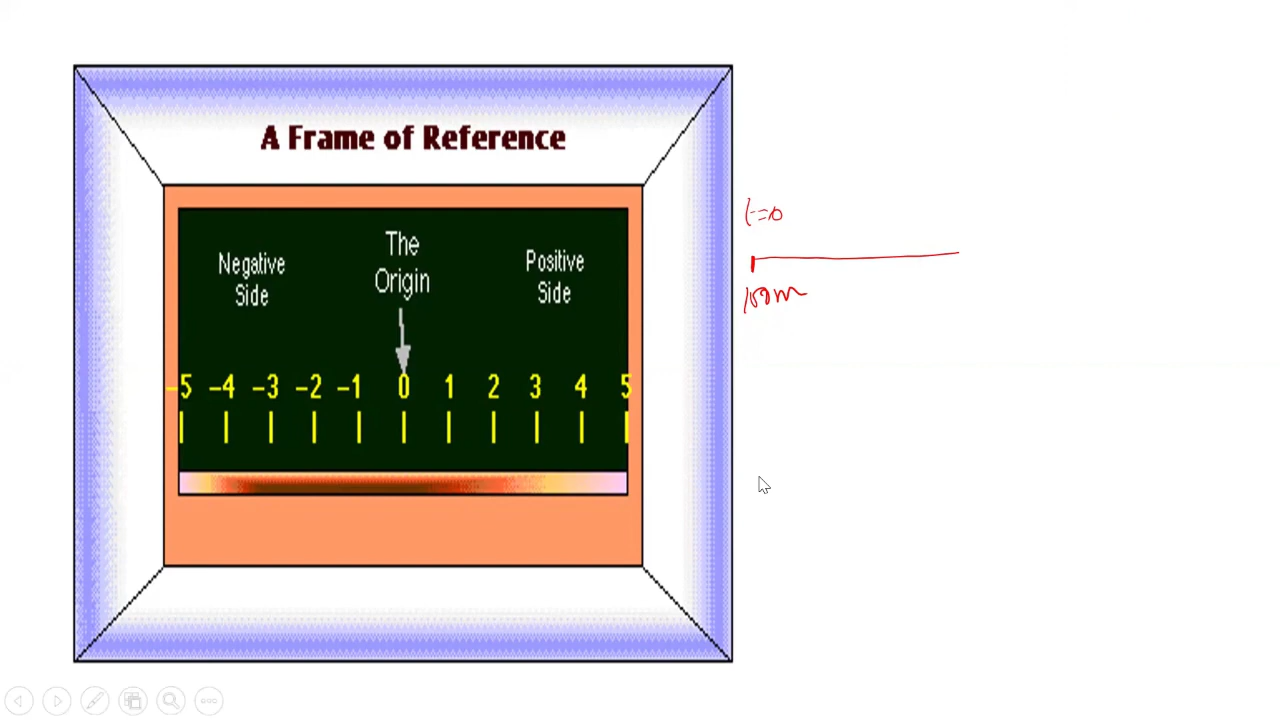 A Frame of Reference
Negative
Side
The
Origin
Positive
Side
-5 -4 -3 -2 -1 0 1 2 3 4 5
t=0
100m